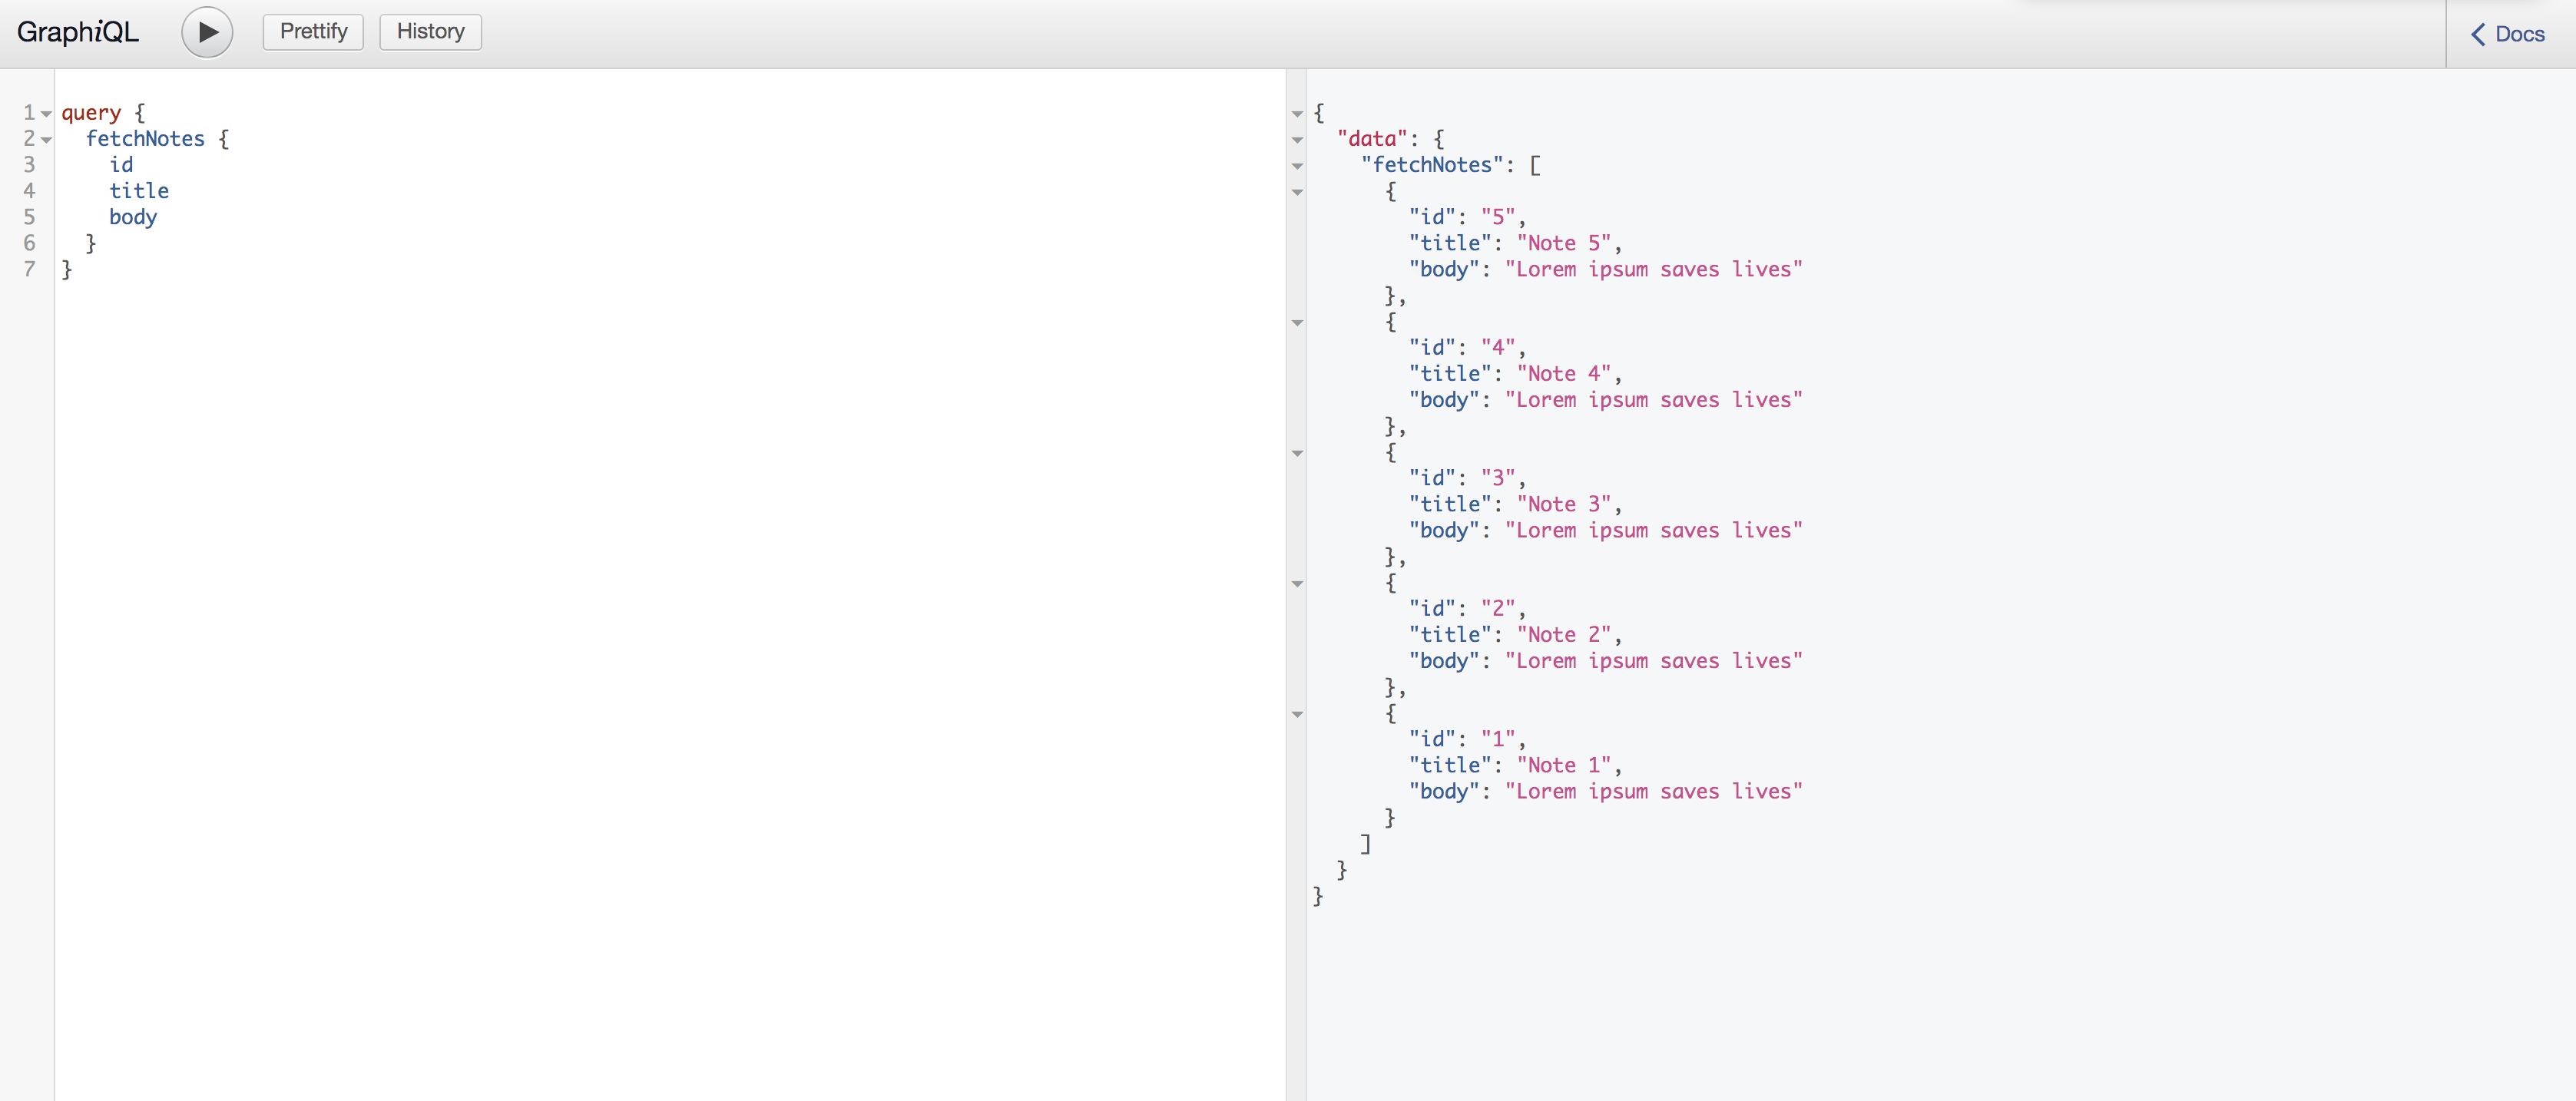 GraphiQL Prettify History Docs
1 query {
2   fetchNotes {
3     id
4     title
5     body
6   }
7 }
{
  "data": {
    "fetchNotes": [
      {
        "id": "5",
        "title": "Note 5",
        "body": "Lorem ipsum saves lives"
      },
      {
        "id": "4",
        "title": "Note 4",
        "body": "Lorem ipsum saves lives"
      },
      {
        "id": "3",
        "title": "Note 3",
        "body": "Lorem ipsum saves lives"
      },
      {
        "id": "2",
        "title": "Note 2",
        "body": "Lorem ipsum saves lives"
      },
      {
        "id": "1",
        "title": "Note 1",
        "body": "Lorem ipsum saves lives"
      }
    ]
  }
}